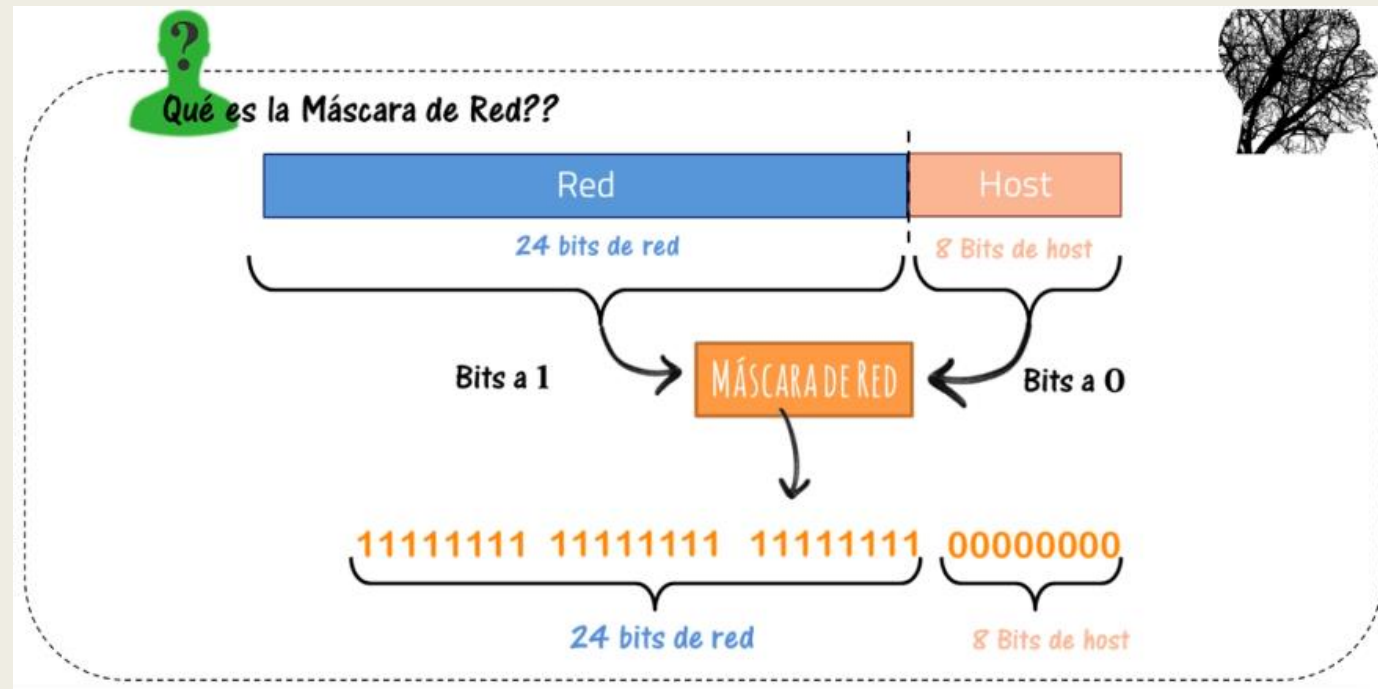 ?
Qué es la Máscara de Red??
Red Host
24 bits de red 8 Bits de host
Bits a 1 MÁSCARA DE RED Bits a 0
11111111 11111111 11111111 00000000
24 bits de red 8 Bits de host